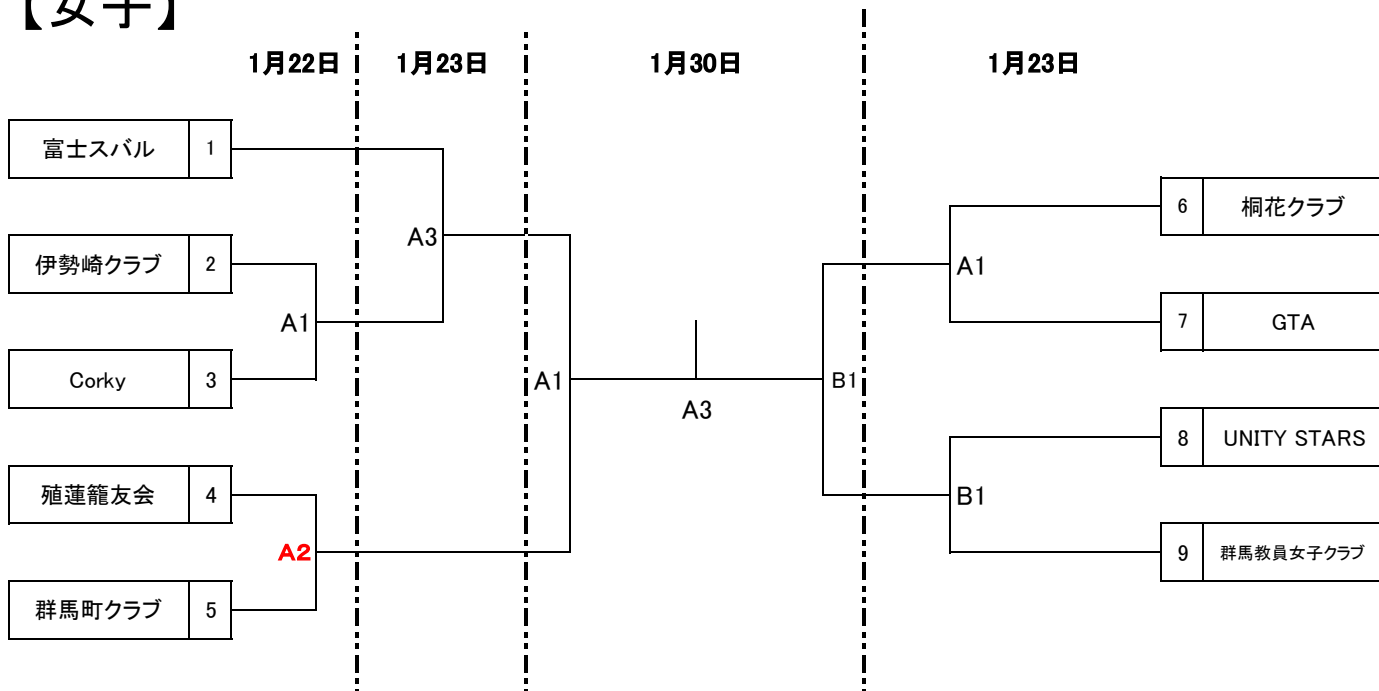 【女子】
1月22日
1月23日
1月30日
1月23日
富士スバル 1
伊勢崎クラブ 2
Corky 3
殖蓮籠友会 4
群馬町クラブ 5
A1
A2
A3
A1
A3
B1
A1
B1
6 桐花クラブ
7 GTA
8 UNITY STARS
9 群馬教員女子クラブ